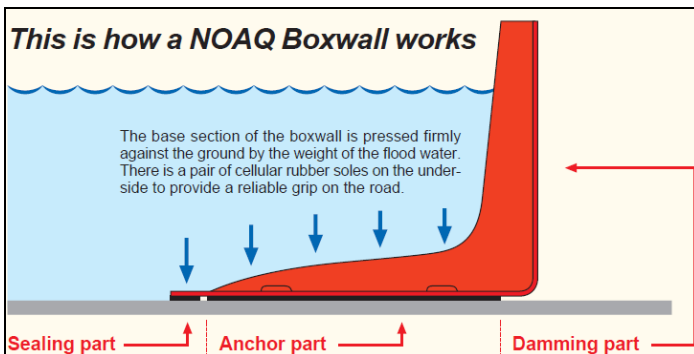 This is how a NOAQ Boxwall works
The base section of the boxwall is pressed firmly
against the ground by the weight of the flood water.
There is a pair of cellular rubber soles on the under-
side to provide a reliable grip on the road.
Sealing part
Anchor part
Damming part